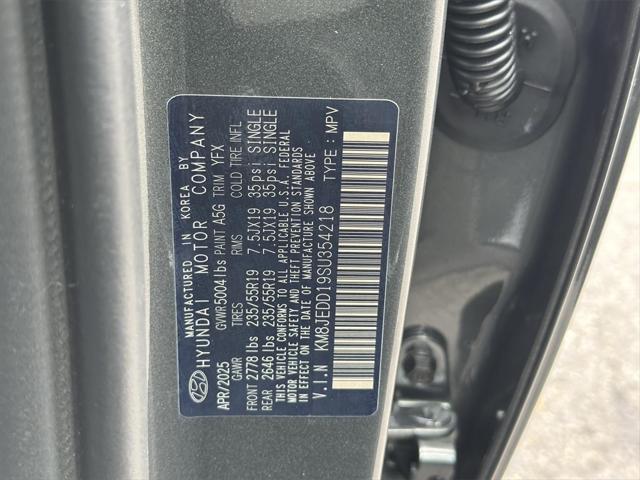 MANUFACTURED IN KOREA BY
HYUNDAI MOTOR COMPANY
APR/2025 GVWR 5004 lbs PAINT A5G TRIM YFX
GAWR TIRES RIMS COLD TIRE INFL
FRONT 2778 lbs 235/55R19 7.5JX19 35psi SINGLE
REAR 2646 lbs 235/55R19 7.5JX19 35 psi SINGLE
THIS VEHICLE CONFORMS TO ALL APPLICABLE U.S.A. FEDERAL
MOTOR VEHICLE SAFETY AND THEFT PREVENTION STANDARDS
IN EFFECT ON THE DATE OF MANUFACTURE SHOWN ABOVE
V.I.N KM8JEDD19SU354218 TYPE : MPV